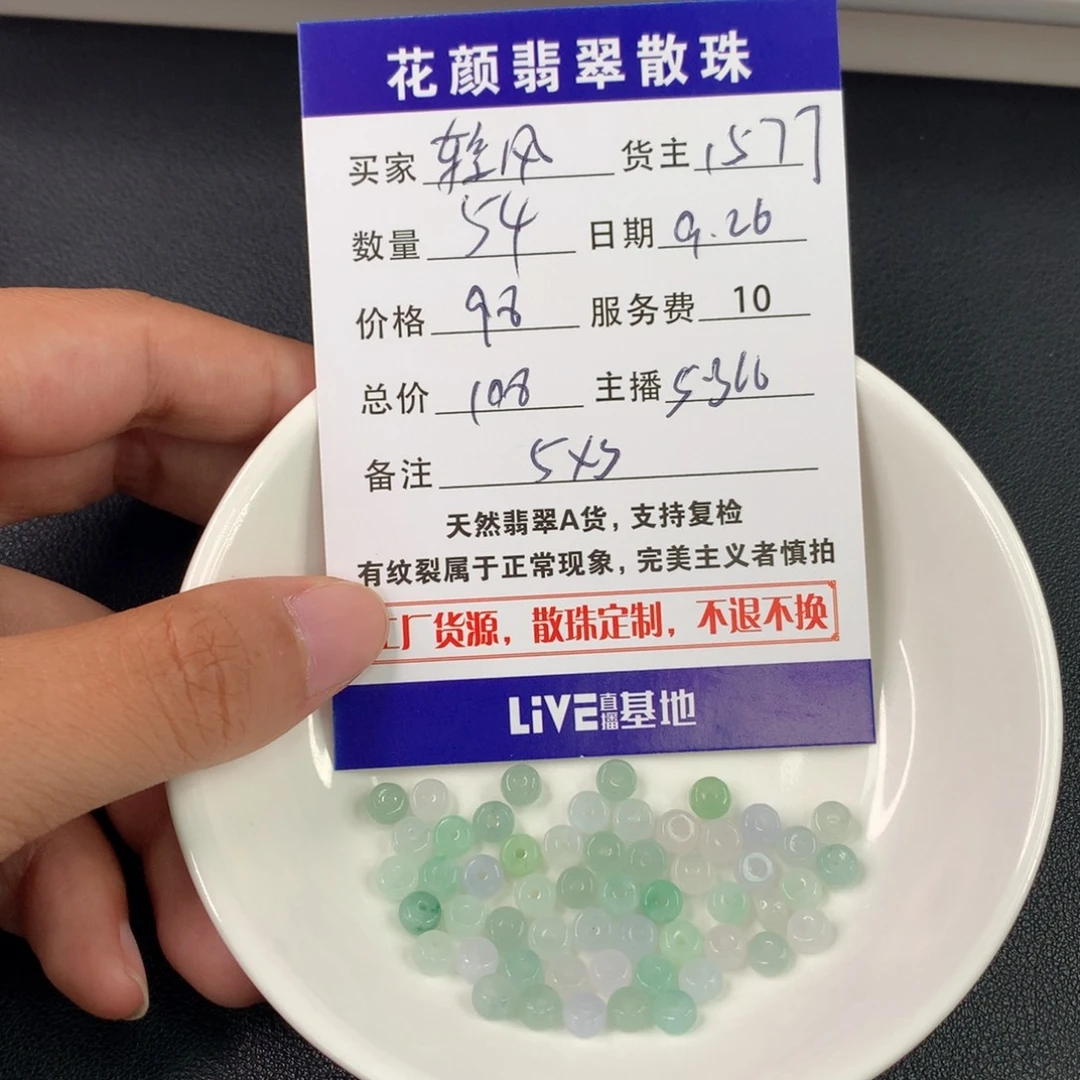 花颜翡翠散珠
买家 轻风 货主 1577
数量 54 日期 9.26
价格 98 服务费 10
总价 108 主播 5366
备注 5x3
天然翡翠A货，支持复检
有纹裂属于正常现象，完美主义者慎拍
厂货源，散珠定制，不退不换
LiVE直播基地